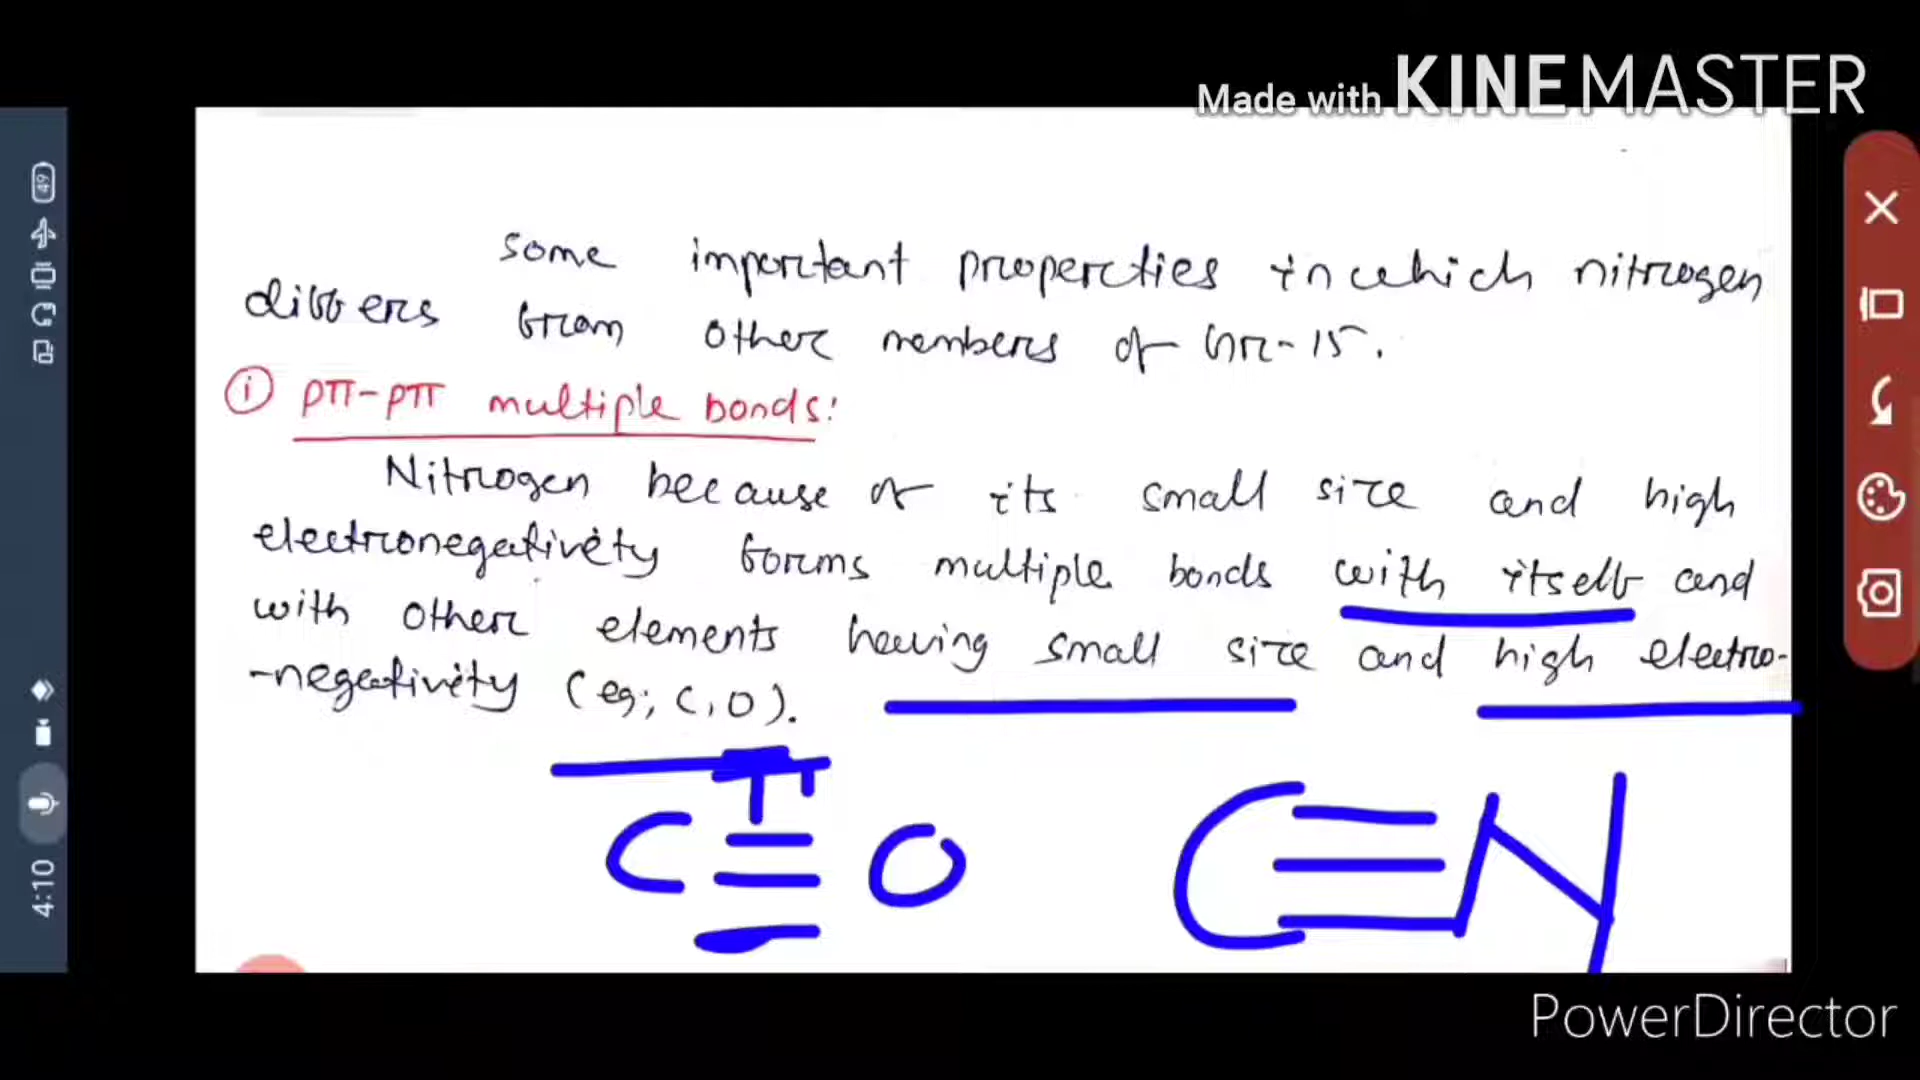 Made with KINEMASTER
some important properties in which nitrogen
differs from other members of Gr-15.
i pπ-pπ multiple bonds:
Nitrogen because of its small size and high
electronegativity forms multiple bonds with itself and
with other elements having small size and high electro-
-negativity (eg; C, O).
π
C≡O C≡N
49
4:10
PowerDirector